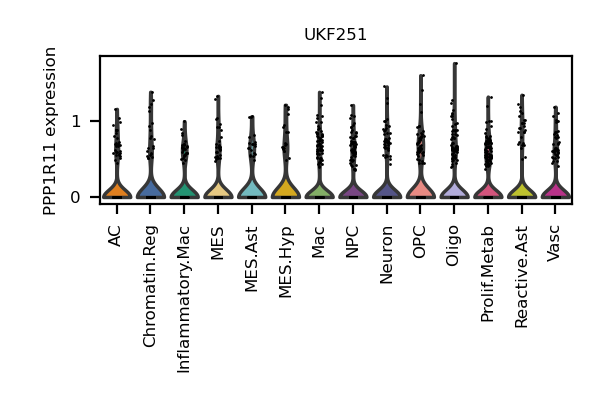 UKF251
PPP1R11 expression
1
0
AC
Chromatin.Reg
Inflammatory.Mac
MES
MES.Ast
MES.Hyp
Mac
NPC
Neuron
OPC
Oligo
Prolif.Metab
Reactive.Ast
Vasc